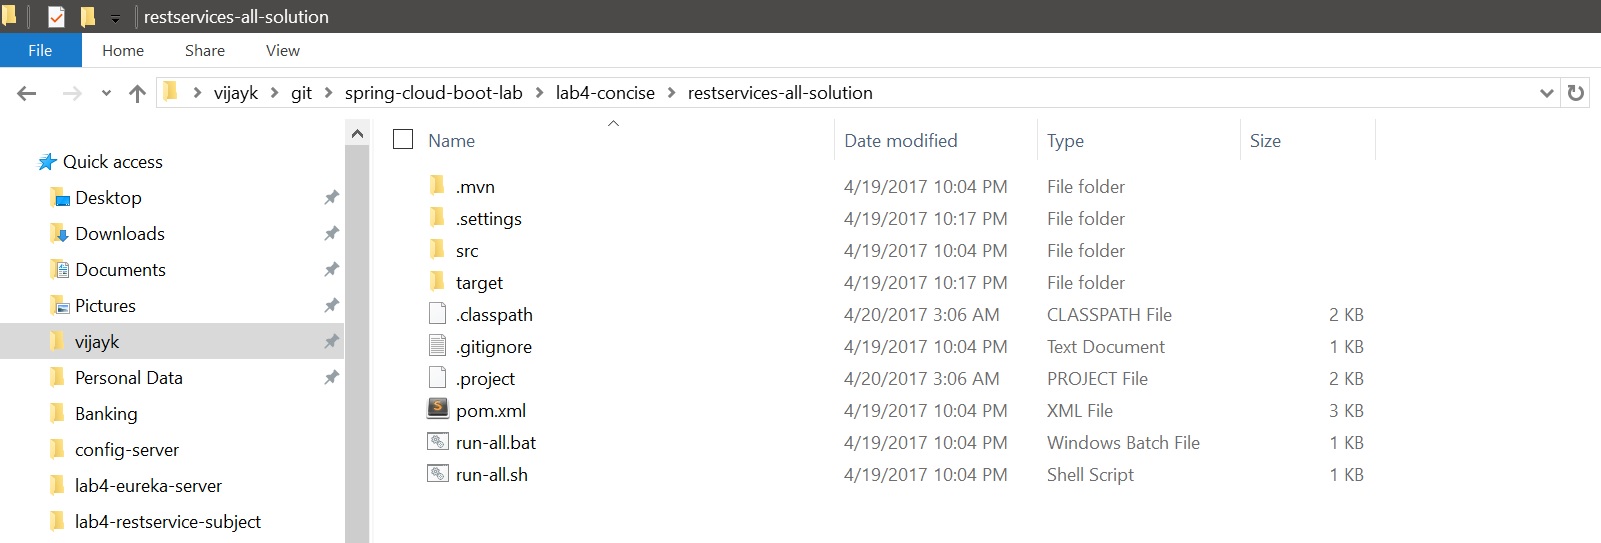 restservices-all-solution
File Home Share View
vijayk git spring-cloud-boot-lab lab4-concise restservices-all-solution
Name Date modified Type Size
Quick access
Desktop
Downloads
Documents
Pictures
vijayk
Personal Data
Banking
config-server
lab4-eureka-server
lab4-restservice-subject
.mvn 4/19/2017 10:04 PM File folder
.settings 4/19/2017 10:17 PM File folder
src 4/19/2017 10:04 PM File folder
target 4/19/2017 10:17 PM File folder
.classpath 4/20/2017 3:06 AM CLASSPATH File 2 KB
.gitignore 4/19/2017 10:04 PM Text Document 1 KB
.project 4/20/2017 3:06 AM PROJECT File 2 KB
pom.xml 4/19/2017 10:04 PM XML File 3 KB
run-all.bat 4/19/2017 10:04 PM Windows Batch File 1 KB
run-all.sh 4/19/2017 10:04 PM Shell Script 1 KB